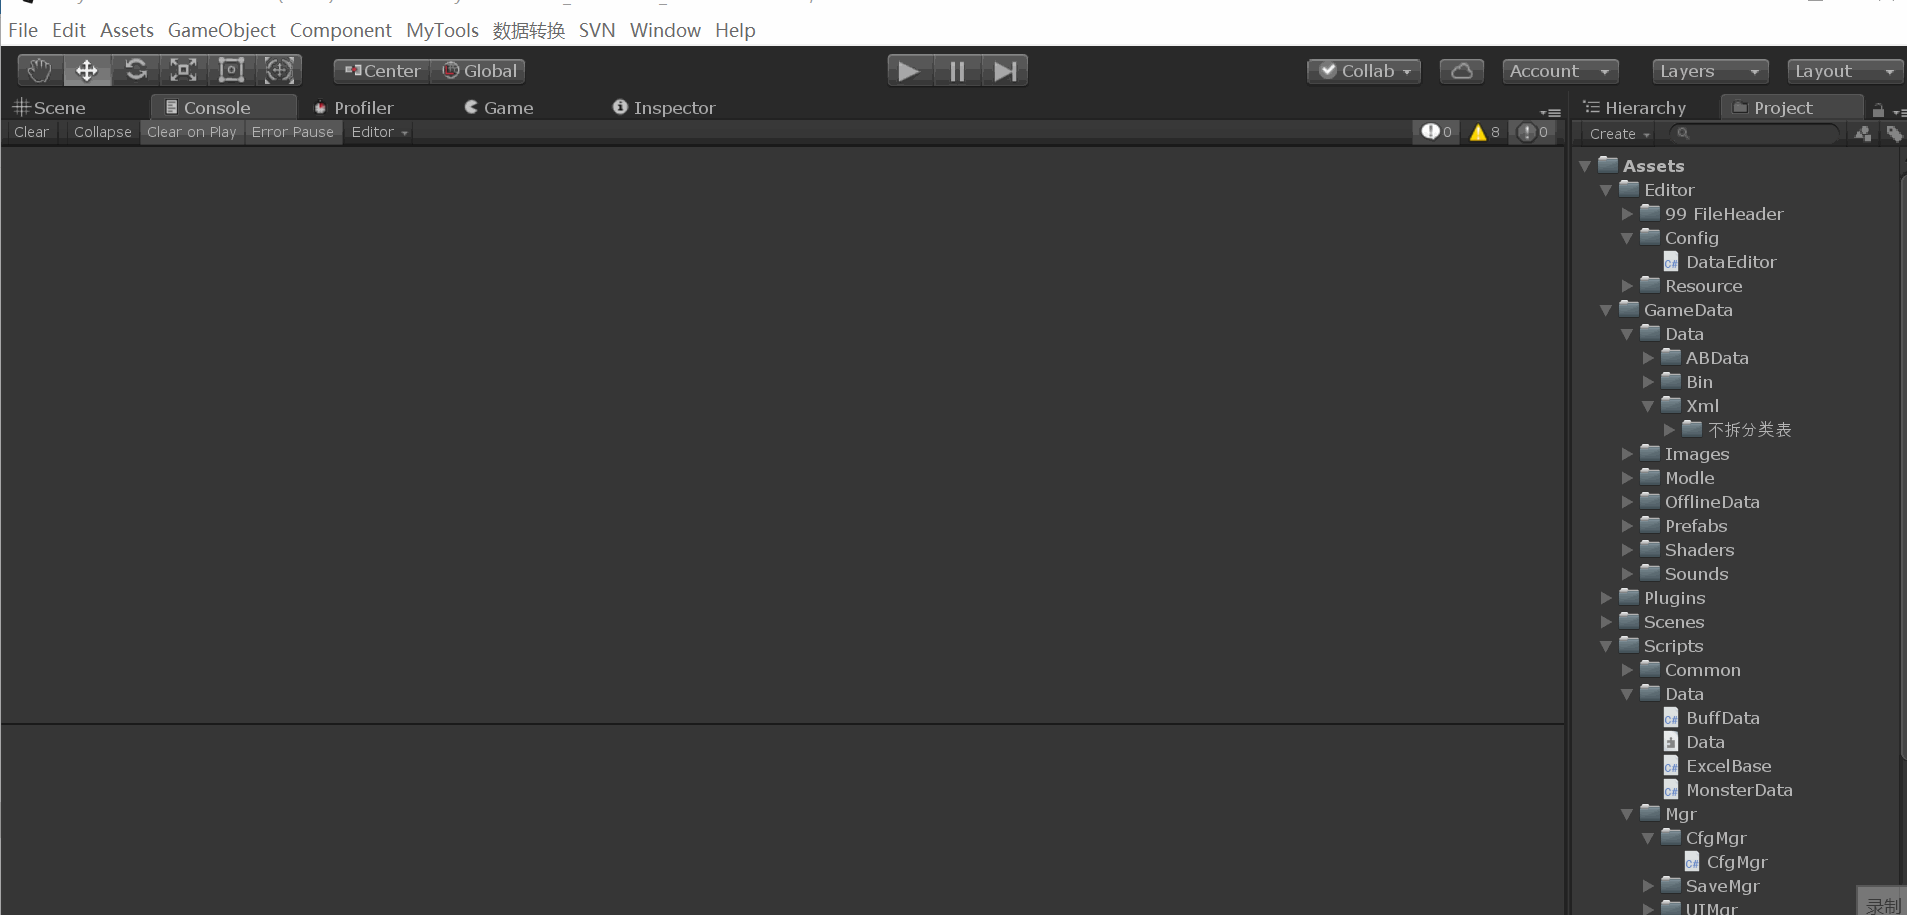 File Edit Assets GameObject Component MyTools 数据转换 SVN Window Help
Center Global Collab Account Layers Layout
Scene Console Profiler Game Inspector
Clear Collapse Clear on Play Error Pause Editor 0 8 0
Hierarchy Project
Create
Assets
Editor
99 FileHeader
Config
DataEditor
Resource
GameData
Data
ABData
Bin
Xml
不拆分类表
Images
Modle
OfflineData
Prefabs
Shaders
Sounds
Plugins
Scenes
Scripts
Common
Data
BuffData
Data
ExcelBase
MonsterData
Mgr
CfgMgr
CfgMgr
SaveMgr
UIMgr
录制